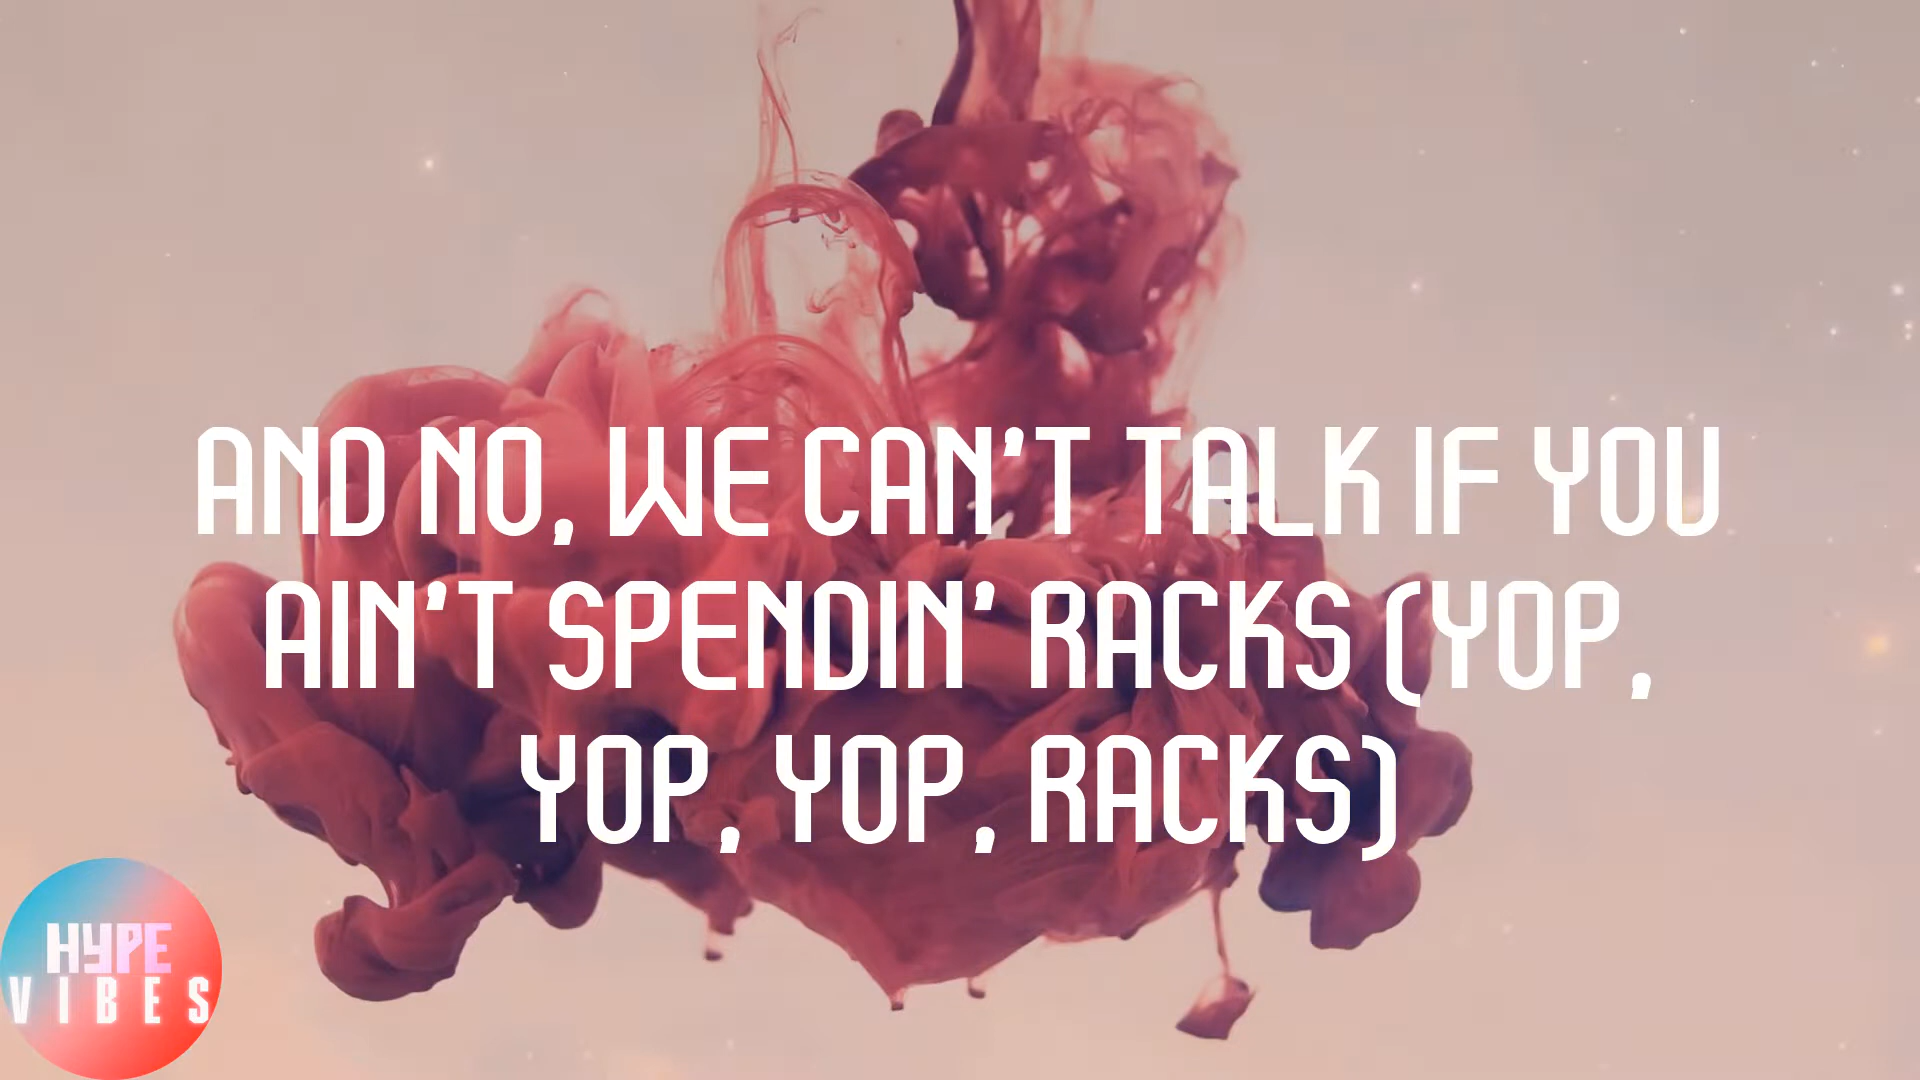 AND NO, WE CAN'T TALK IF YOU
AIN'T SPENDIN' RACKS (YOP,
YOP, YOP, RACKS)
HYPE
VIBES